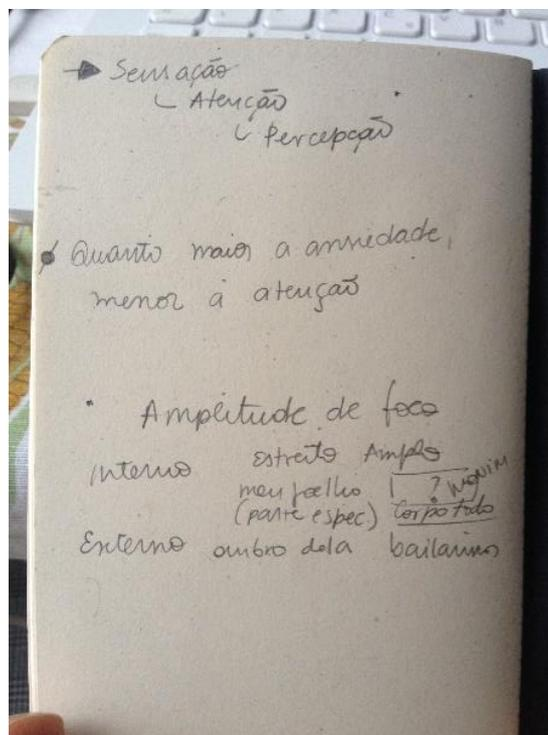 Sensação
Atenção
Percepção
Quanto maior a ansiedade,
menor a atenção
Amplitude de foco
Interno Estreito Amplo
meu joelho ?
(parte espec) Corpo todo
Externo ombro dela bailarinos